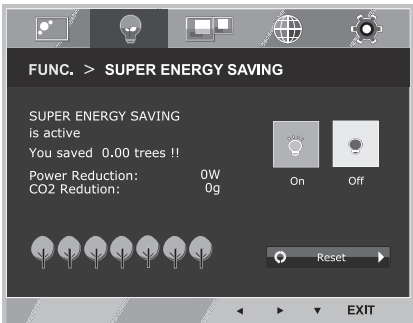 FUNC. > SUPER ENERGY SAVING
SUPER ENERGY SAVING
is active
You saved 0.00 trees !!
Power Reduction: 0W
CO2 Redution: 0g
On Off
Reset
EXIT